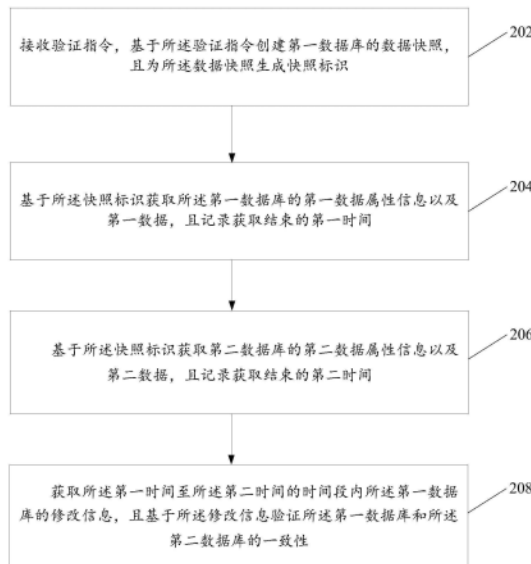 接收验证指令，基于所述验证指令创建第一数据库的数据快照，
且为所述数据快照生成快照标识
202
基于所述快照标识获取所述第一数据库的第一数据属性信息以及
第一数据，且记录获取结束的第一时间
204
基于所述快照标识获取第二数据库的第二数据属性信息以及
第二数据，且记录获取结束的第二时间
206
获取所述第一时间至所述第二时间的时间段内所述第一数据
库的修改信息，且基于所述修改信息验证所述第一数据库和所述
第二数据库的一致性
208